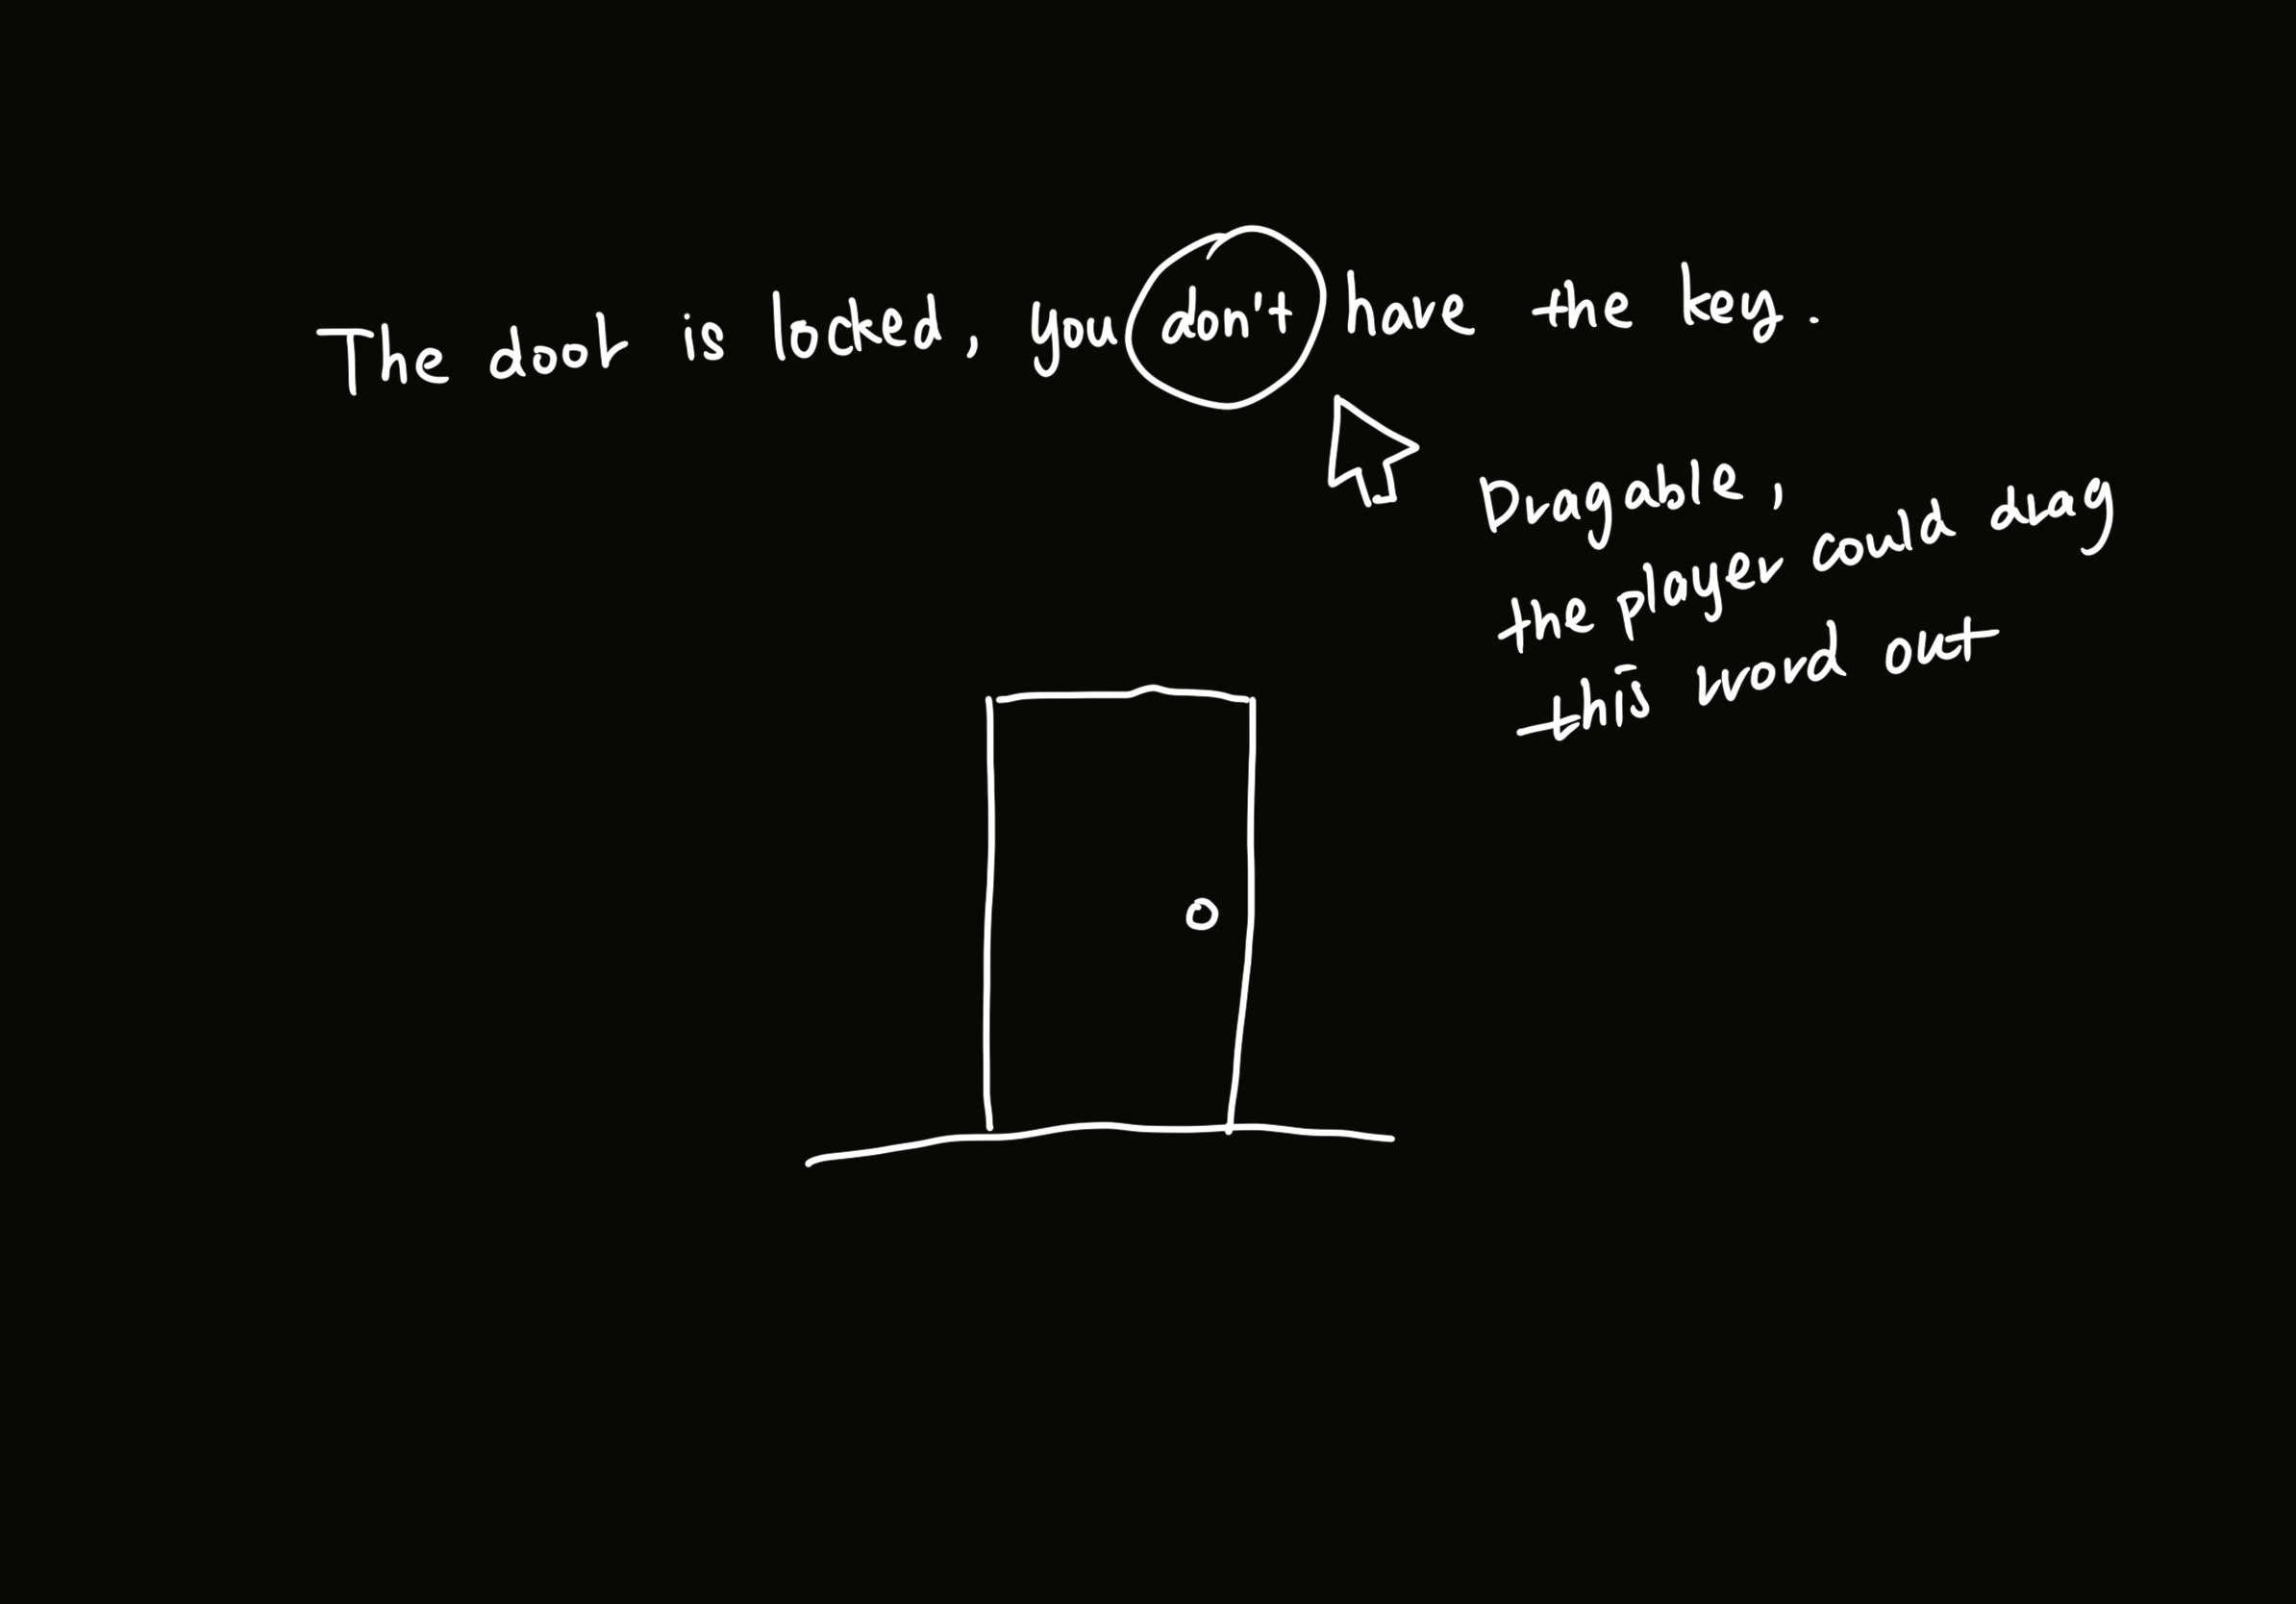 The door is locked, you don't have the key.
Dragable,
the player could drag
this word out